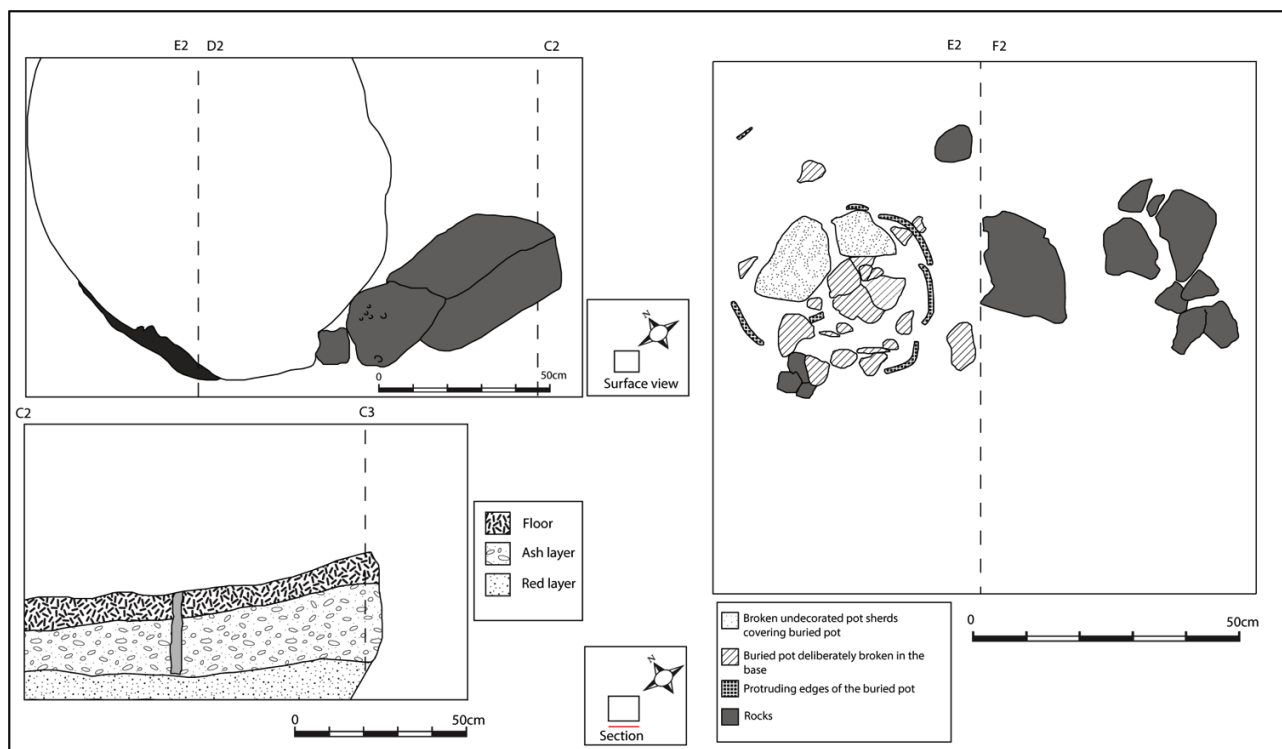 E2 D2
C2
0
50cm
N
Surface view
C2
C3
Floor
Ash layer
Red layer
0
50cm
N
Section
E2 F2
Broken undecorated pot sherds
covering buried pot
Buried pot deliberately broken in the
base
Protruding edges of the buried pot
Rocks
0
50cm